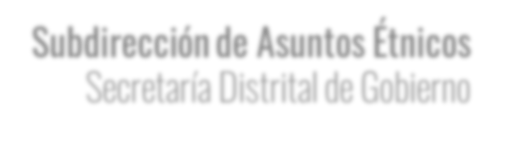 Subdirección de Asuntos Étnicos
Secretaría Distrital de Gobierno